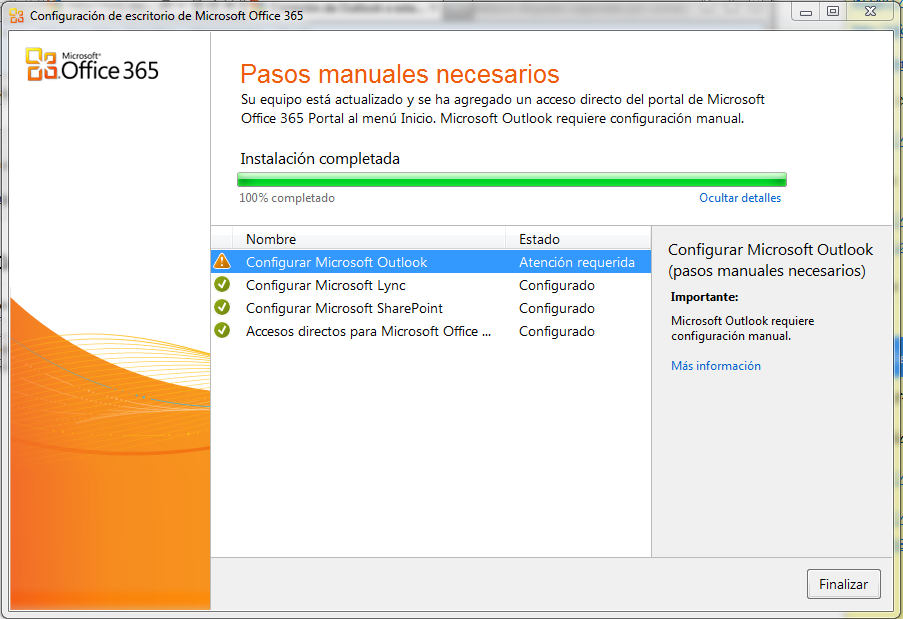 Configuración de escritorio de Microsoft Office 365
Microsoft®
Office 365
Pasos manuales necesarios
Su equipo está actualizado y se ha agregado un acceso directo del portal de Microsoft
Office 365 Portal al menú Inicio. Microsoft Outlook requiere configuración manual.
Instalación completada
100% completado
Ocultar detalles
Nombre Estado
Configurar Microsoft Outlook Atención requerida
Configurar Microsoft Lync Configurado
Configurar Microsoft SharePoint Configurado
Accesos directos para Microsoft Office ... Configurado
Configurar Microsoft Outlook
(pasos manuales necesarios)
Importante:
Microsoft Outlook requiere
configuración manual.
Más información
Finalizar